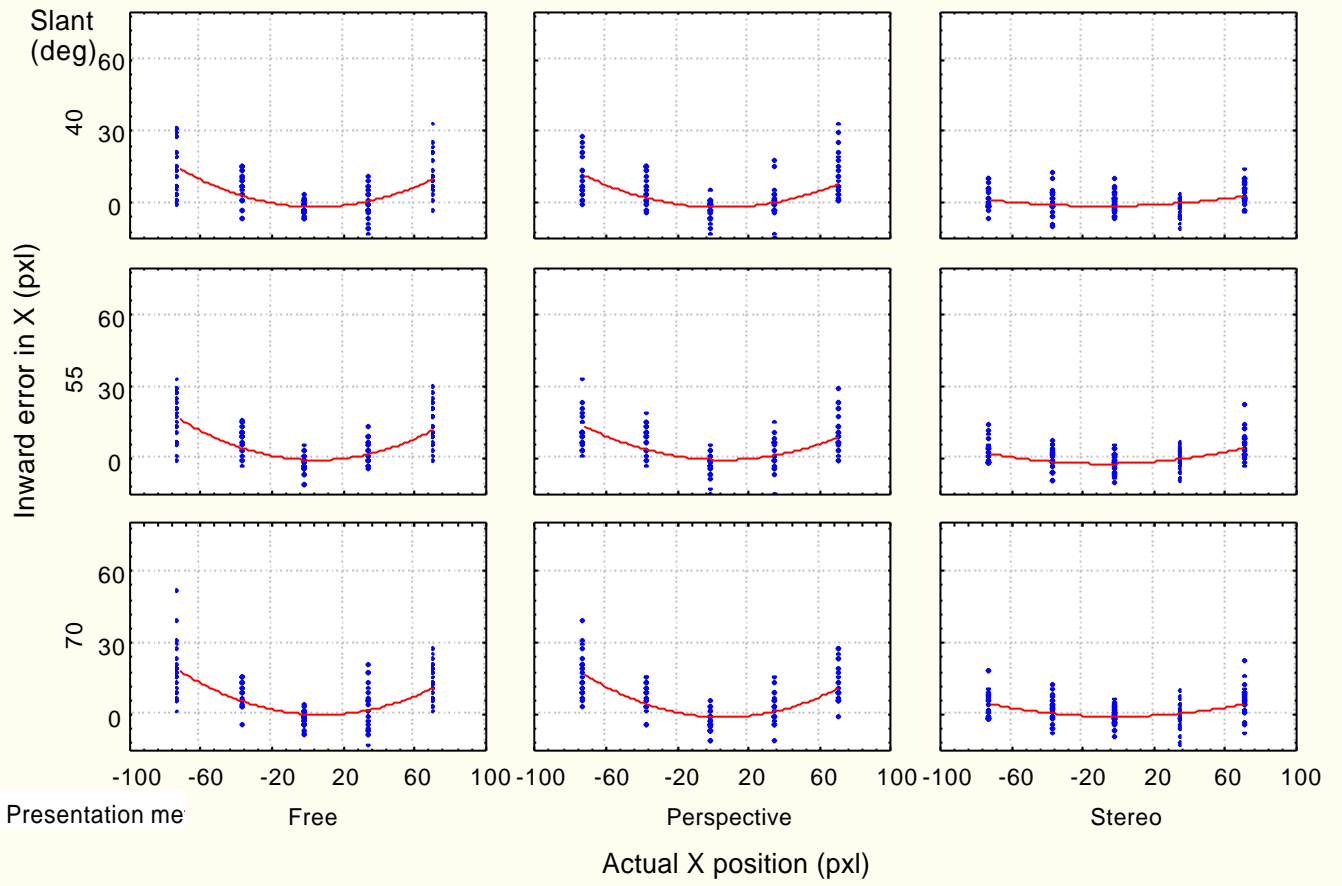 Slant
(deg)
60
40
30
0
60
55
30
0
60
70
30
0
Inward error in X (pxl)
-100 -60 -20 20 60 100 -100 -60 -20 20 60 100 -100 -60 -20 20 60 100
Presentation me
Free Perspective Stereo
Actual X position (pxl)